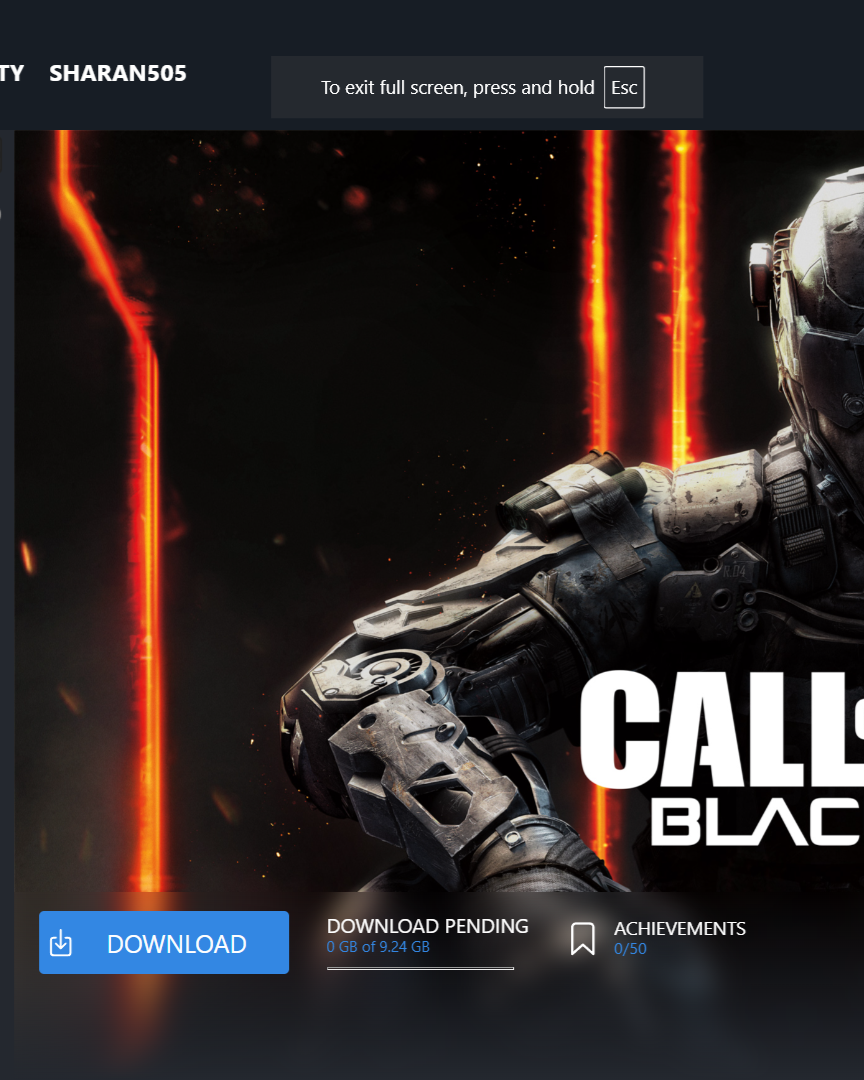 TY SHARAN505
To exit full screen, press and hold Esc
R.114
CALL
BLAC
DOWNLOAD
DOWNLOAD PENDING
0 GB of 9.24 GB
ACHIEVEMENTS
0/50